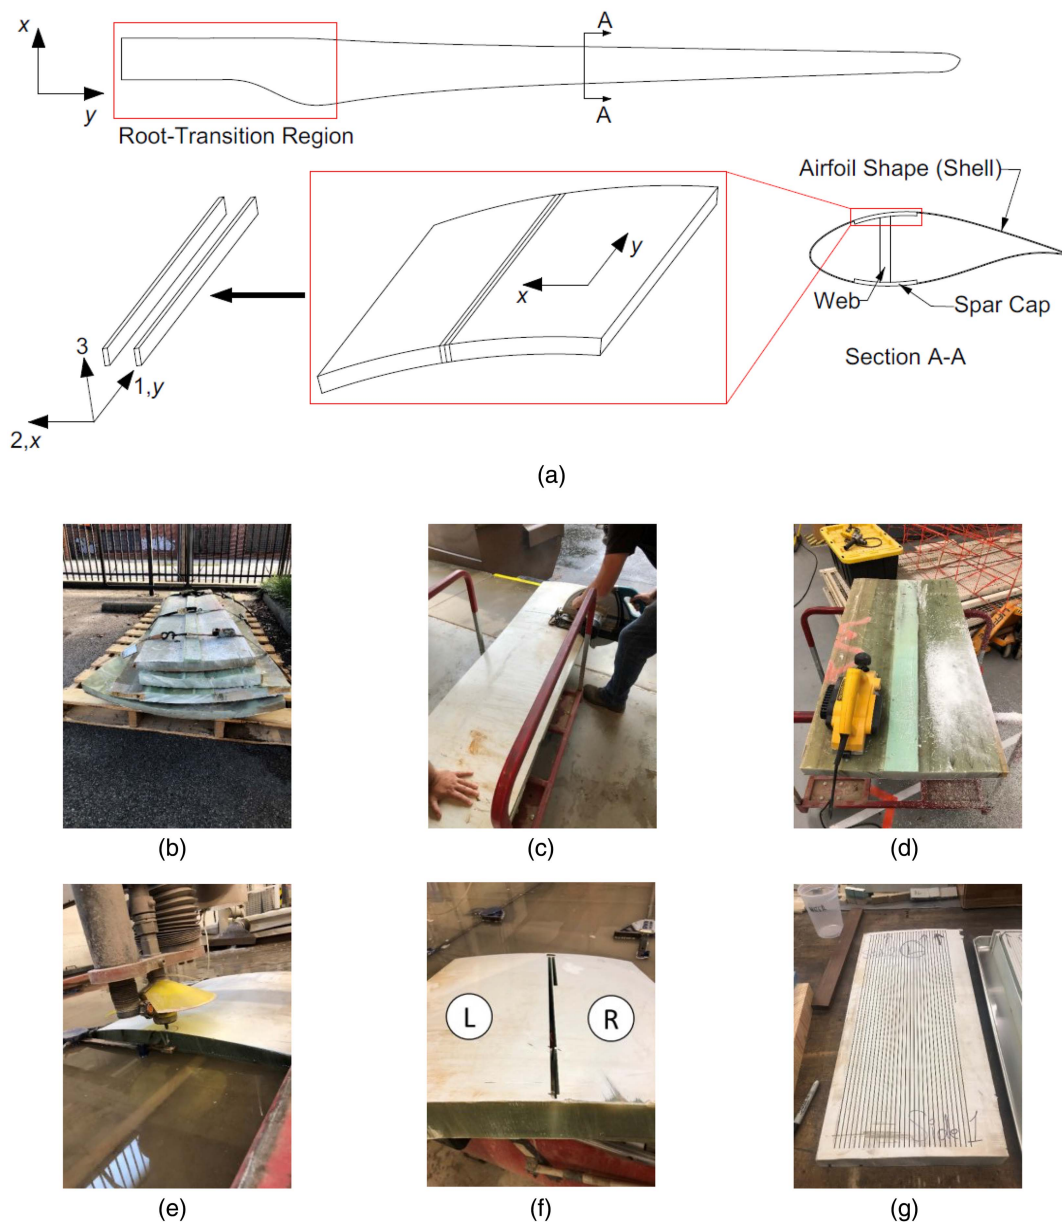 x
y
Root-Transition Region
A
A
Airfoil Shape (Shell)
Web
Spar Cap
Section A-A
y
x
3
1,y
2,x
(a)
(b)
(c)
(d)
(e)
L
R
(f)
Side 1
(g)